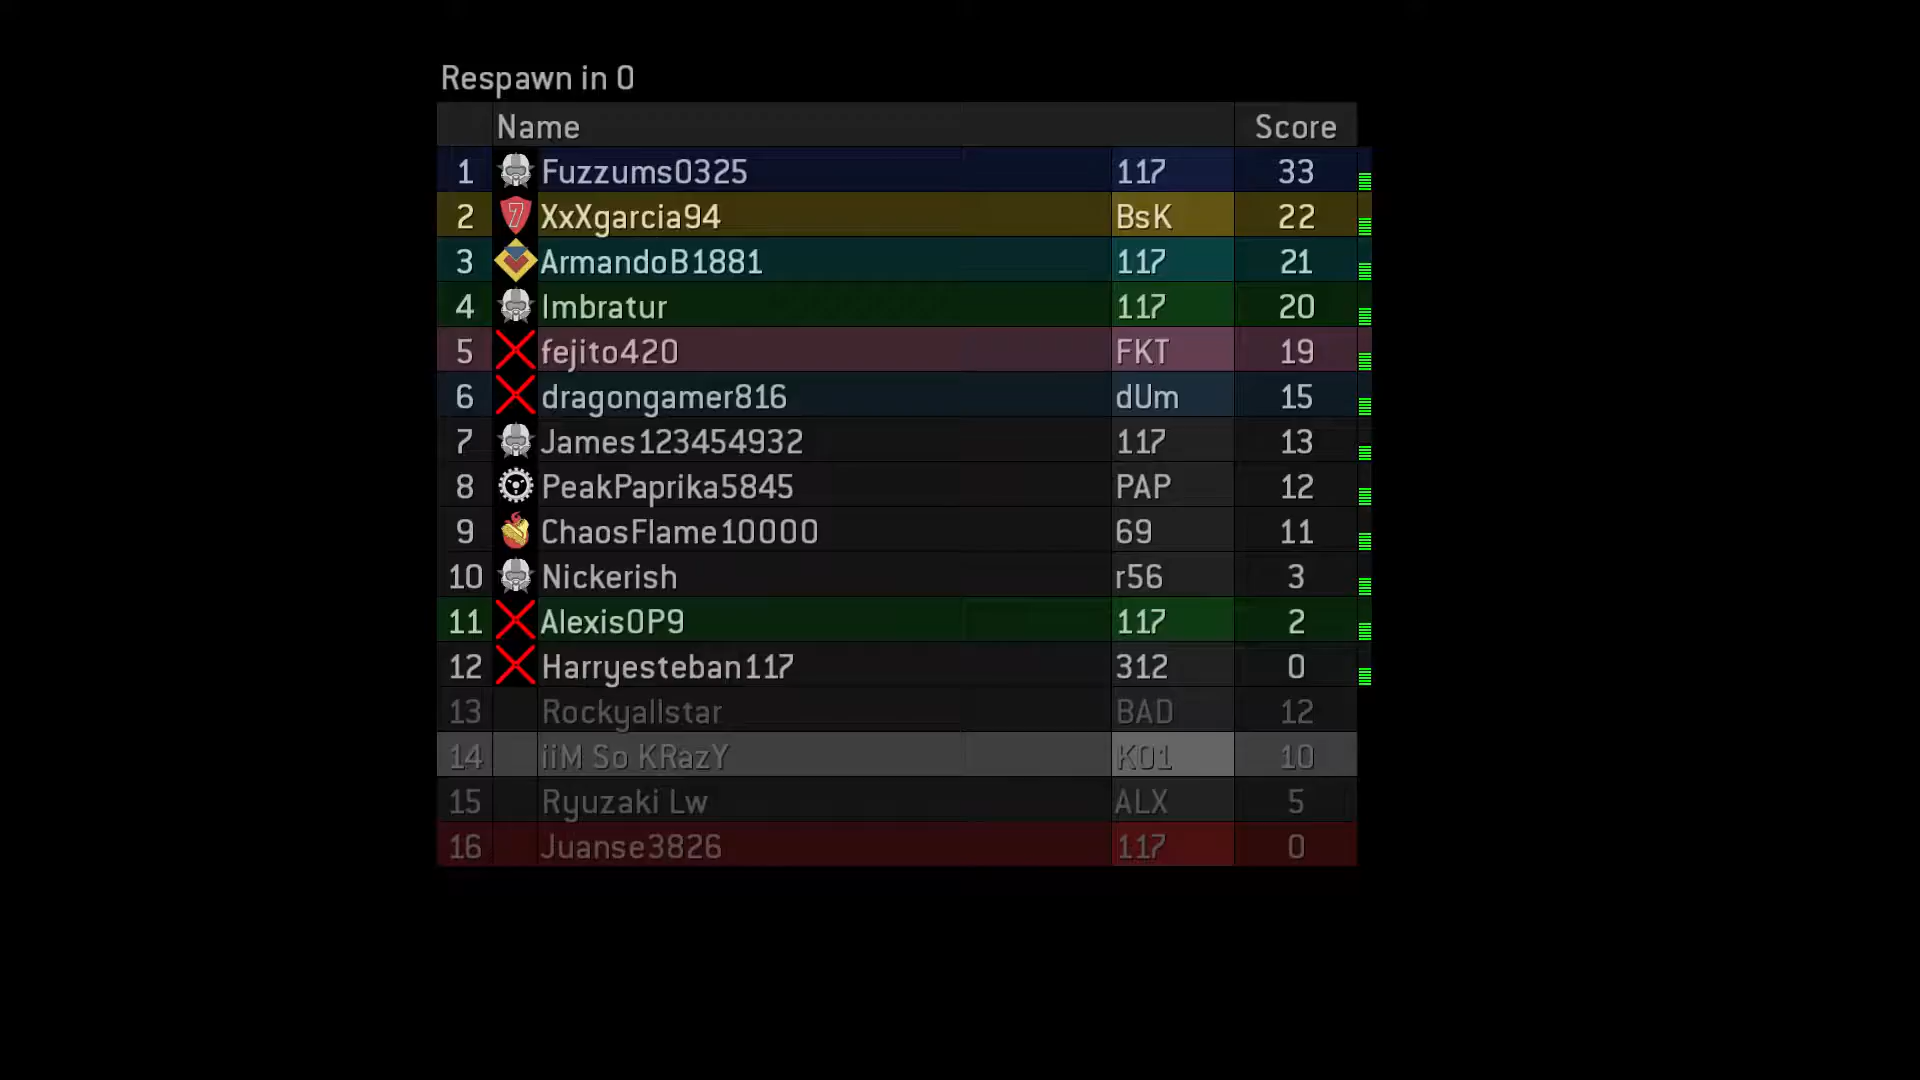 Respawn in 0
Name Score
1 Fuzzums0325 117 33
2 7 XxXgarcia94 BsK 22
3 ArmandoB1881 117 21
4 Imbratur 117 20
5 fejito420 FKT 19
6 dragongamer816 dUm 15
7 James123454932 117 13
8 PeakPaprika5845 PAP 12
9 ChaosFlame10000 69 11
10 Nickerish r56 3
11 AlexisOP9 117 2
12 Harryesteban117 312 0
13 Rockyallstar BAD 12
14 iiM So KRazY K01 10
15 Ryuzaki Lw ALX 5
16 Juanse3826 117 0